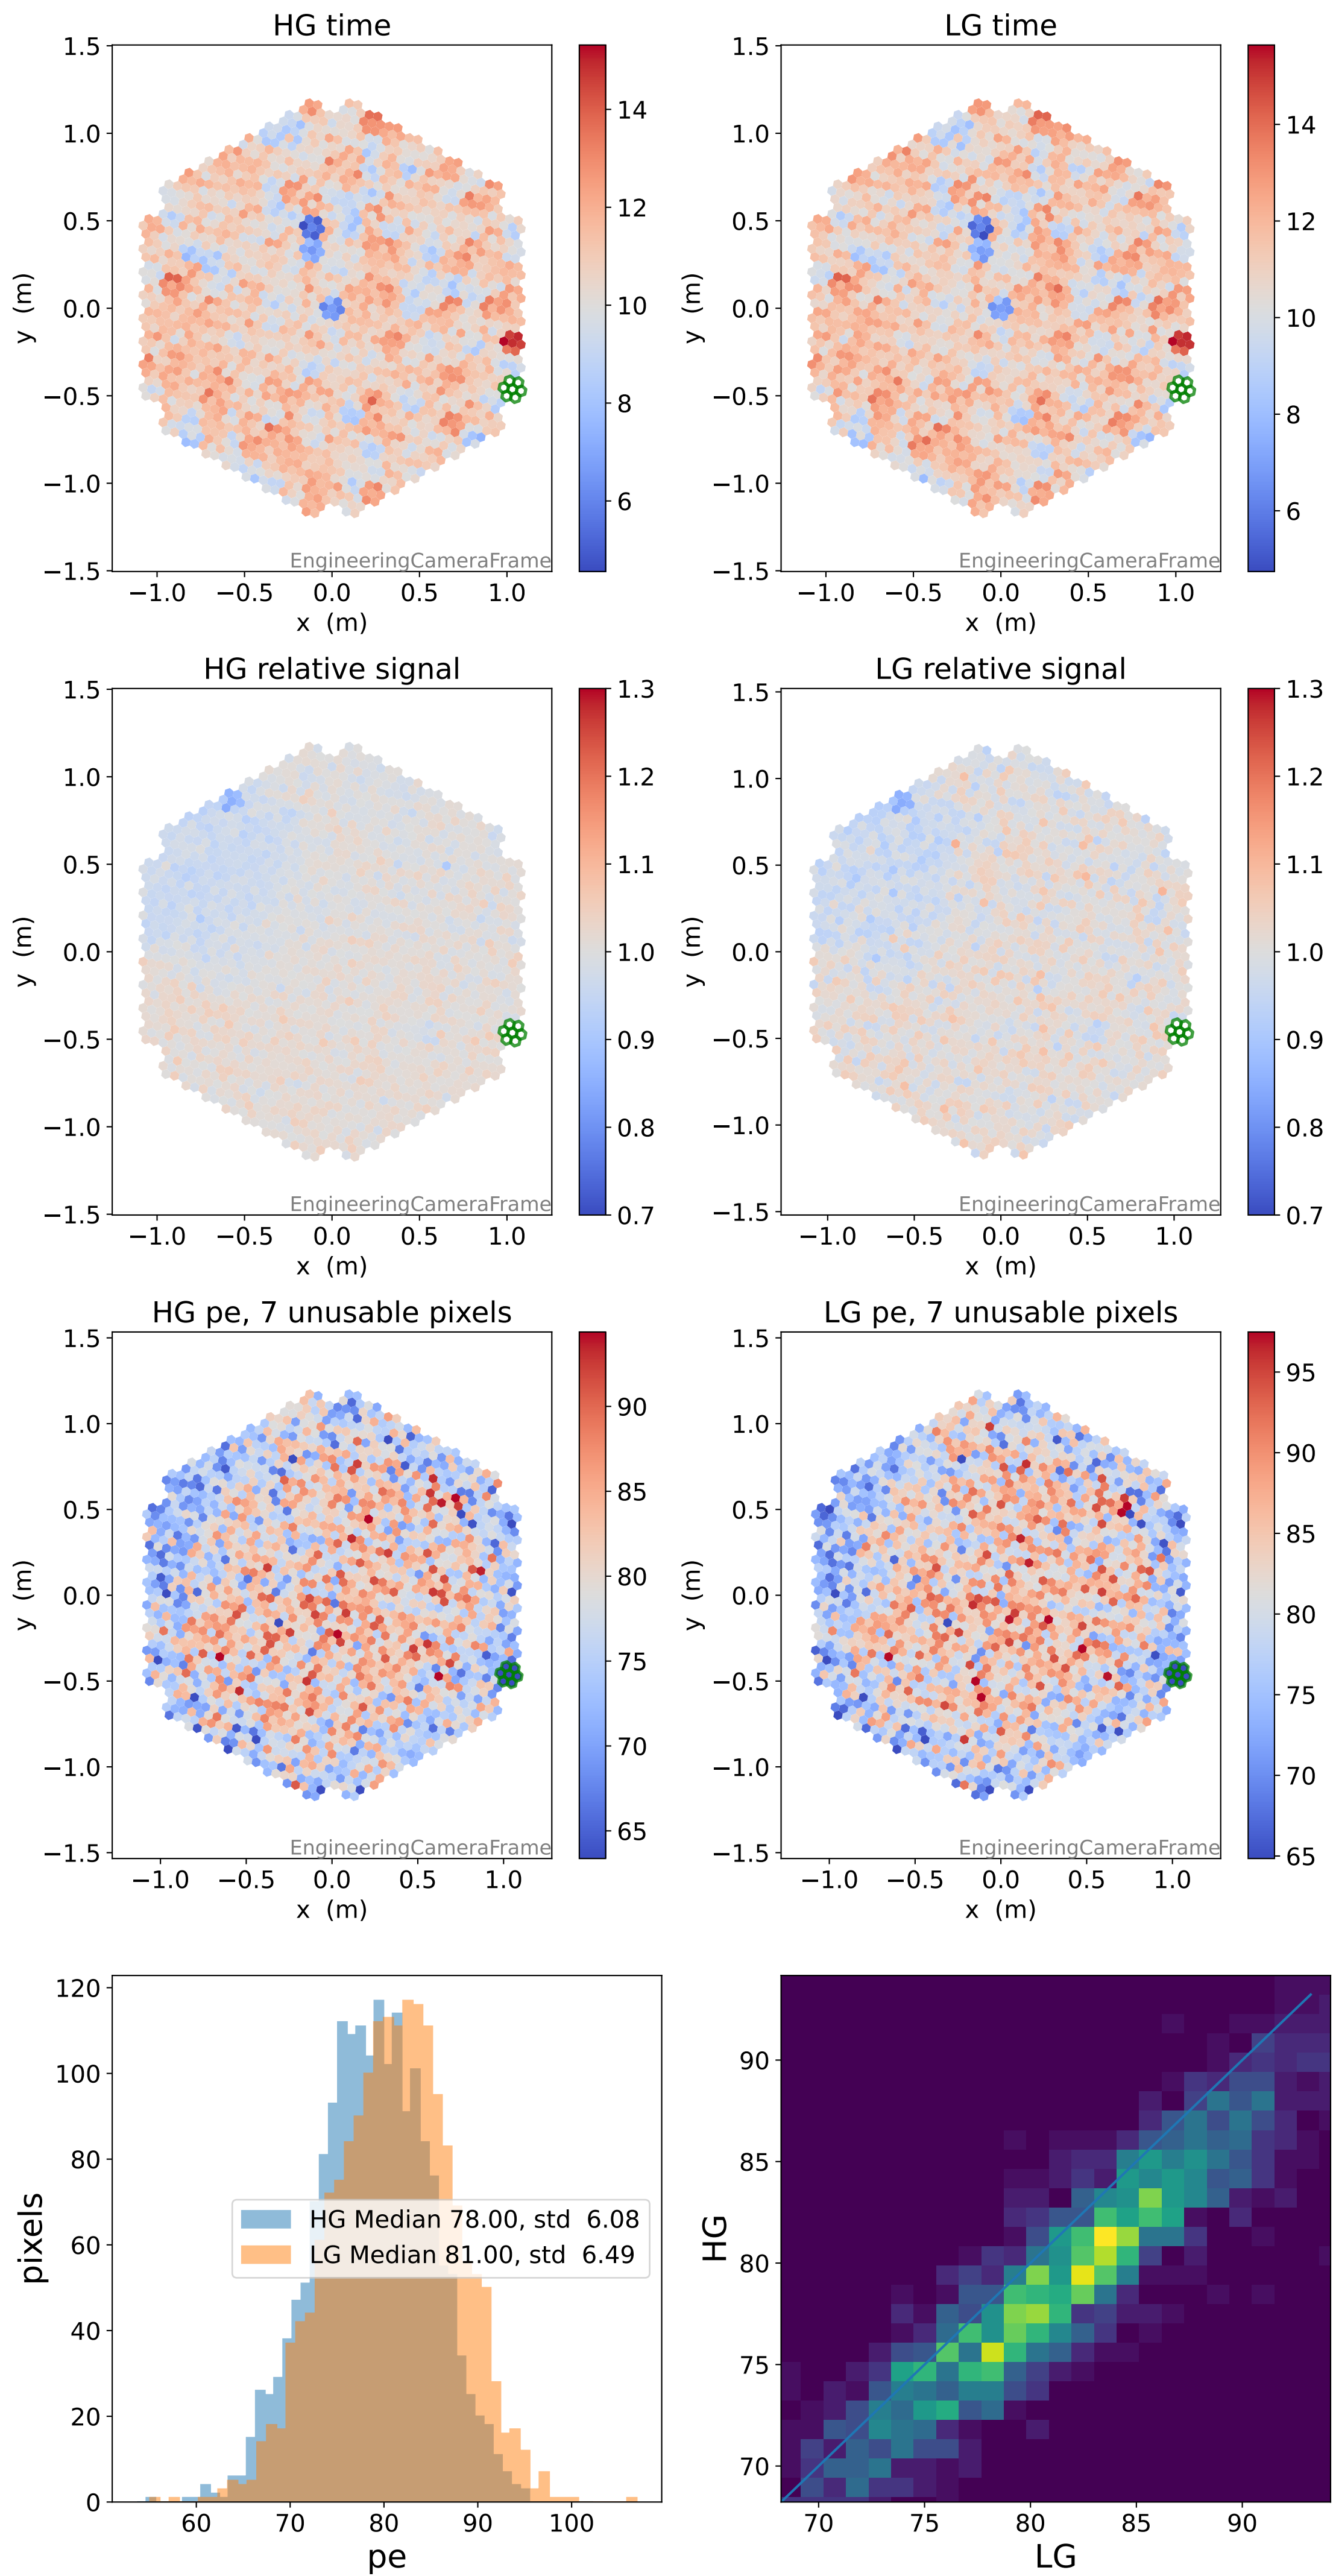 HG time
LG time
1.5
1.0
0.5
0.0
−0.5
−1.0
−1.5
y (m)
−1.0 −0.5 0.0 0.5 1.0
x (m)
EngineeringCameraFrame
14
12
10
8
6
1.5
1.0
0.5
0.0
−0.5
−1.0
−1.5
y (m)
−1.0 −0.5 0.0 0.5 1.0
x (m)
EngineeringCameraFrame
14
12
10
8
6
HG relative signal
LG relative signal
1.5
1.0
0.5
0.0
−0.5
−1.0
−1.5
y (m)
−1.0 −0.5 0.0 0.5 1.0
x (m)
EngineeringCameraFrame
1.3
1.2
1.1
1.0
0.9
0.8
0.7
1.5
1.0
0.5
0.0
−0.5
−1.0
−1.5
y (m)
−1.0 −0.5 0.0 0.5 1.0
x (m)
EngineeringCameraFrame
1.3
1.2
1.1
1.0
0.9
0.8
0.7
HG pe, 7 unusable pixels
LG pe, 7 unusable pixels
1.5
1.0
0.5
0.0
−0.5
−1.0
−1.5
y (m)
−1.0 −0.5 0.0 0.5 1.0
x (m)
EngineeringCameraFrame
90
85
80
75
70
65
1.5
1.0
0.5
0.0
−0.5
−1.0
−1.5
y (m)
−1.0 −0.5 0.0 0.5 1.0
x (m)
EngineeringCameraFrame
95
90
85
80
75
70
65
120
100
80
60
40
20
0
pixels
HG Median 78.00, std 6.08
LG Median 81.00, std 6.49
60 70 80 90 100
pe
90
85
80
75
70
HG
70 75 80 85 90
LG